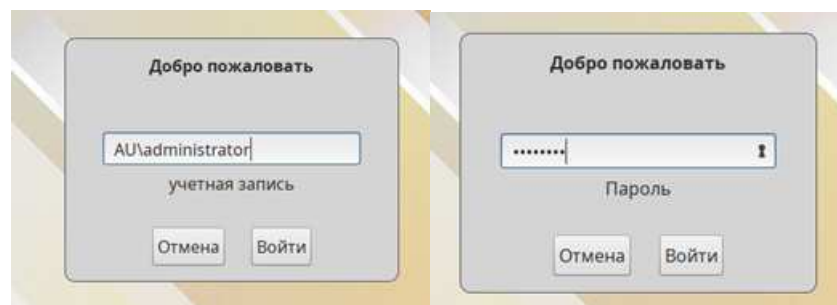 Добро пожаловать
AU\administrator
учетная запись
Отмена Войти
Добро пожаловать
••••••••
Пароль
Отмена Войти